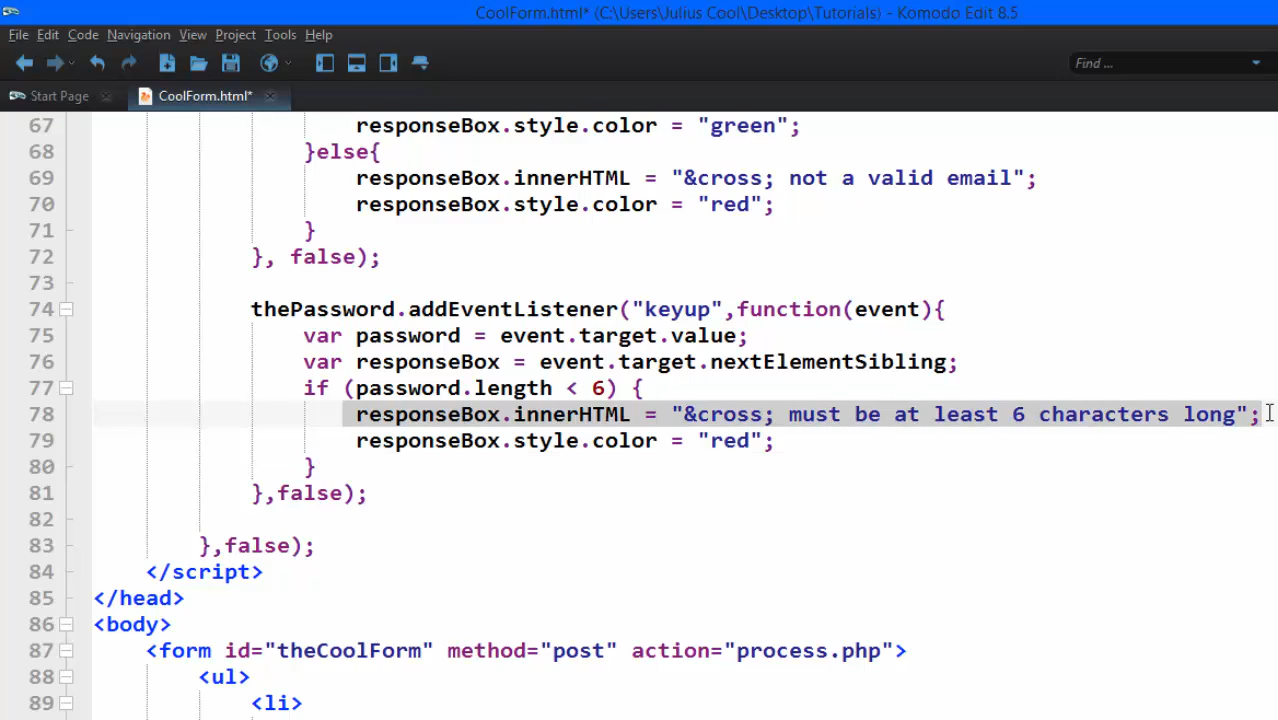 CoolForm.html* (C:\Users\Julius Cool\Desktop\Tutorials) - Komodo Edit 8.5
File Edit Code Navigation View Project Tools Help
Find ...
Start Page CoolForm.html*
67 responseBox.style.color = "green";
68 }else{
69 responseBox.innerHTML = "&cross; not a valid email";
70 responseBox.style.color = "red";
71 }
72 }, false);
73
74 thePassword.addEventListener("keyup",function(event){
75 var password = event.target.value;
76 var responseBox = event.target.nextElementSibling;
77 if (password.length < 6) {
78 responseBox.innerHTML = "&cross; must be at least 6 characters long";
79 responseBox.style.color = "red";
80 }
81 },false);
82
83 },false);
84 </script>
85 </head>
86 <body>
87 <form id="theCoolForm" method="post" action="process.php">
88 <ul>
89 <li>